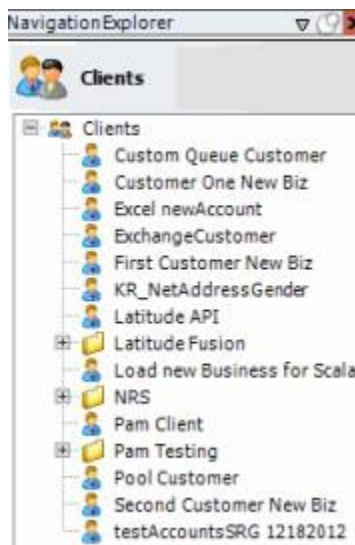 NavigationExplorer
Clients
Clients
Custom Queue Customer
Customer One New Biz
Excel newAccount
ExchangeCustomer
First Customer New Biz
KR_NetAddressGender
Latitude API
Latitude Fusion
Load new Business for Scala
NRS
Pam Client
Pam Testing
Pool Customer
Second Customer New Biz
testAccountsSRG 12182012